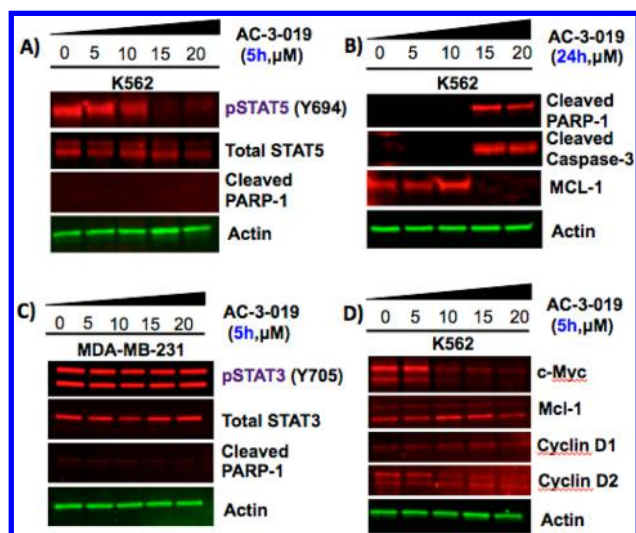 A)
0 5 10 15 20
AC-3-019
(5h,µM)
K562
pSTAT5 (Y694)
Total STAT5
Cleaved
PARP-1
Actin
B)
0 5 10 15 20
AC-3-019
(24h,µM)
K562
Cleaved
PARP-1
Cleaved
Caspase-3
MCL-1
Actin
C)
0 5 10 15 20
AC-3-019
(5h,µM)
MDA-MB-231
pSTAT3 (Y705)
Total STAT3
Cleaved
PARP-1
Actin
D)
0 5 10 15 20
AC-3-019
(5h,µM)
K562
c-Myc
Mcl-1
Cyclin D1
Cyclin D2
Actin